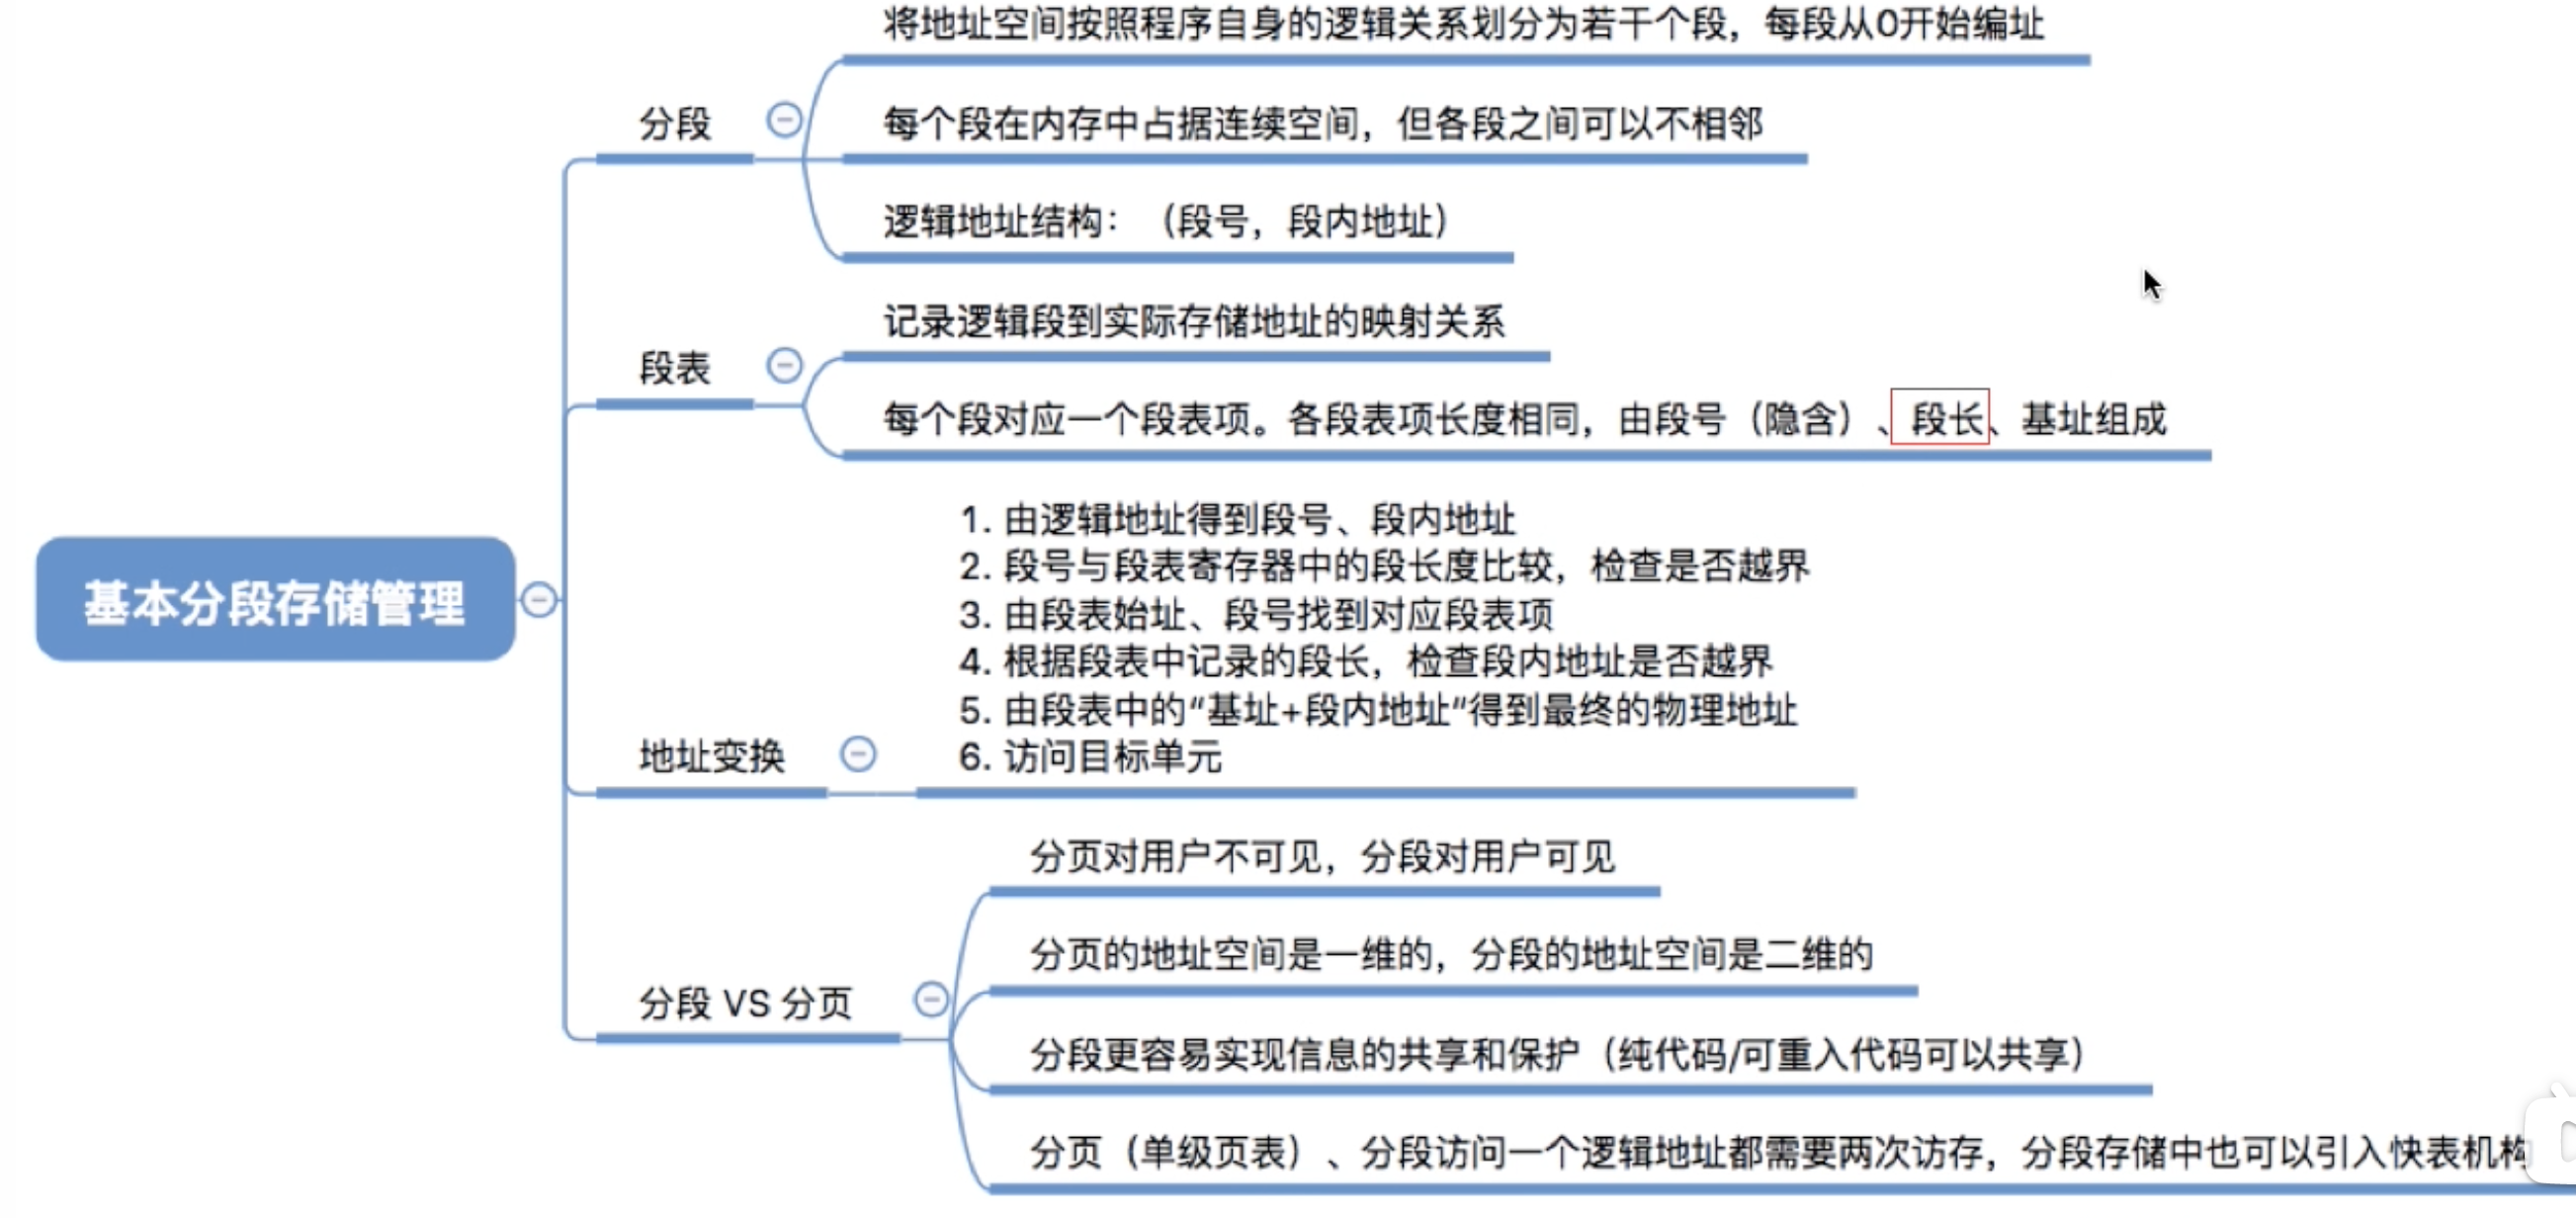 将地址空间按照程序自身的逻辑关系划分为若干个段，每段从0开始编址
分段
每个段在内存中占据连续空间，但各段之间可以不相邻
逻辑地址结构：（段号，段内地址）
记录逻辑段到实际存储地址的映射关系
段表
每个段对应一个段表项。各段表项长度相同，由段号（隐含）、段长、基址组成
基本分段存储管理
1. 由逻辑地址得到段号、段内地址
2. 段号与段表寄存器中的段长度比较，检查是否越界
3. 由段表始址、段号找到对应段表项
4. 根据段表中记录的段长，检查段内地址是否越界
5. 由段表中的“基址+段内地址”得到最终的物理地址
6. 访问目标单元
地址变换
分页对用户不可见，分段对用户可见
分页的地址空间是一维的，分段的地址空间是二维的
分段 VS 分页
分段更容易实现信息的共享和保护（纯代码/可重入代码可以共享）
分页（单级页表）、分段访问一个逻辑地址都需要两次访存，分段存储中也可以引入快表机构